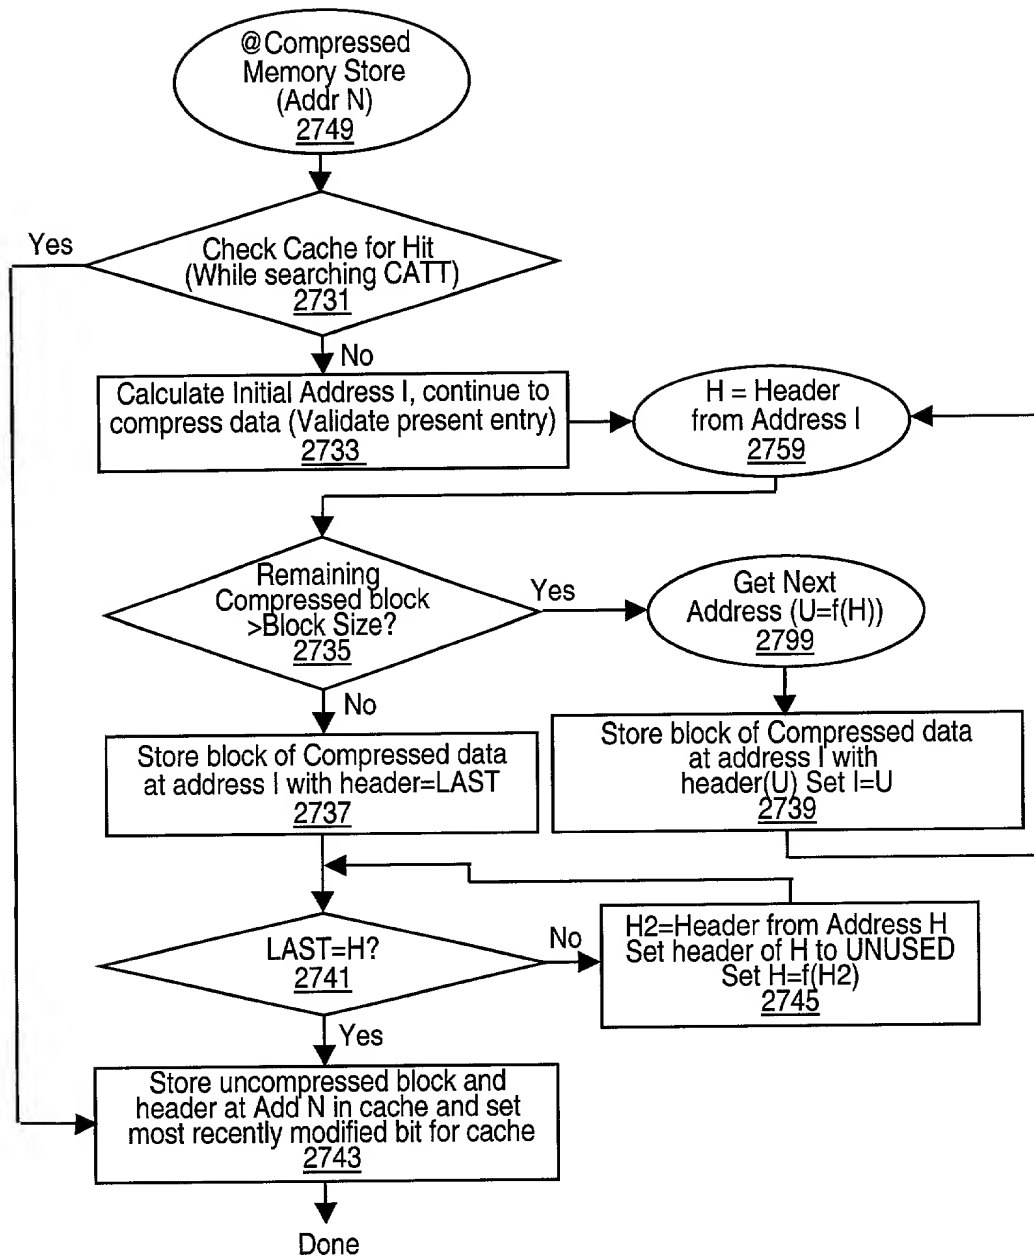 @Compressed
Memory Store
(Addr N)
2749
Yes
Check Cache for Hit
(While searching CATT)
2731
No
Calculate Initial Address I, continue to
compress data (Validate present entry)
2733
H = Header
from Address I
2759
Remaining
Compressed block
>Block Size?
2735
Yes
Get Next
Address (U=f(H))
2799
No
Store block of Compressed data
at address I with header=LAST
2737
Store block of Compressed data
at address I with
header(U) Set I=U
2739
LAST=H?
2741
No
H2=Header from Address H
Set header of H to UNUSED
Set H=f(H2)
2745
Yes
Store uncompressed block and
header at Add N in cache and set
most recently modified bit for cache
2743
Done